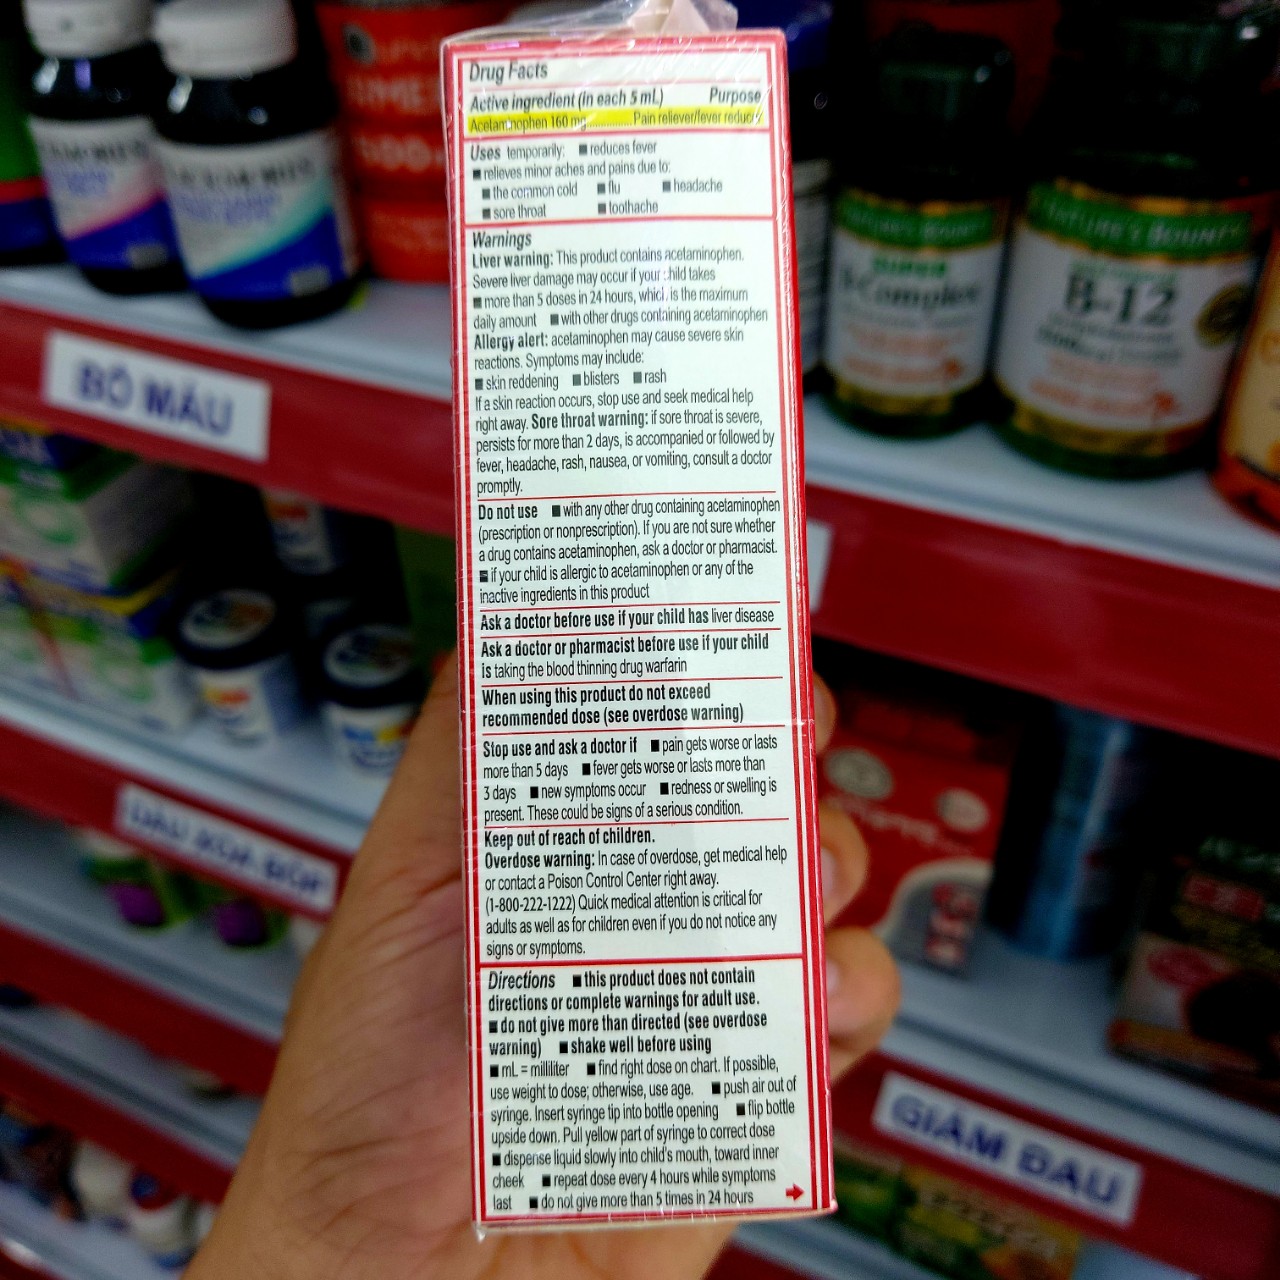 Drug Facts
Active ingredient (in each 5 mL) Purpose
Acetaminophen 160 mg..............Pain reliever/fever reducer
Uses temporarily: ■ reduces fever
■ relieves minor aches and pains due to:
■ the common cold ■ flu ■ headache
■ sore throat ■ toothache
Warnings
Liver warning: This product contains acetaminophen.
Severe liver damage may occur if your child takes
■ more than 5 doses in 24 hours, which is the maximum
daily amount ■ with other drugs containing acetaminophen
Allergy alert: acetaminophen may cause severe skin
reactions. Symptoms may include:
■ skin reddening ■ blisters ■ rash
If a skin reaction occurs, stop use and seek medical help
right away. Sore throat warning: if sore throat is severe,
persists for more than 2 days, is accompanied or followed by
fever, headache, rash, nausea, or vomiting, consult a doctor
promptly.
Do not use ■ with any other drug containing acetaminophen
(prescription or nonprescription). If you are not sure whether
a drug contains acetaminophen, ask a doctor or pharmacist.
■ if your child is allergic to acetaminophen or any of the
inactive ingredients in this product
Ask a doctor before use if your child has liver disease
Ask a doctor or pharmacist before use if your child
is taking the blood thinning drug warfarin
When using this product do not exceed
recommended dose (see overdose warning)
Stop use and ask a doctor if ■ pain gets worse or lasts
more than 5 days ■ fever gets worse or lasts more than
3 days ■ new symptoms occur ■ redness or swelling is
present. These could be signs of a serious condition.
Keep out of reach of children.
Overdose warning: In case of overdose, get medical help
or contact a Poison Control Center right away.
(1-800-222-1222) Quick medical attention is critical for
adults as well as for children even if you do not notice any
signs or symptoms.
Directions ■ this product does not contain
directions or complete warnings for adult use.
■ do not give more than directed (see overdose
warning) ■ shake well before using
■ mL = milliliter ■ find right dose on chart. If possible,
use weight to dose; otherwise, use age. ■ push air out of
syringe. Insert syringe tip into bottle opening ■ flip bottle
upside down. Pull yellow part of syringe to correct dose
■ dispense liquid slowly into child's mouth, toward inner
cheek ■ repeat dose every 4 hours while symptoms
last ■ do not give more than 5 times in 24 hours
BỔ MÁU
DẦU XOA BÓP
GIẢM ĐAU
NATURE'S BOUNTY
SUPER
B-Complex
NATURE'S BOUNTY
B-12